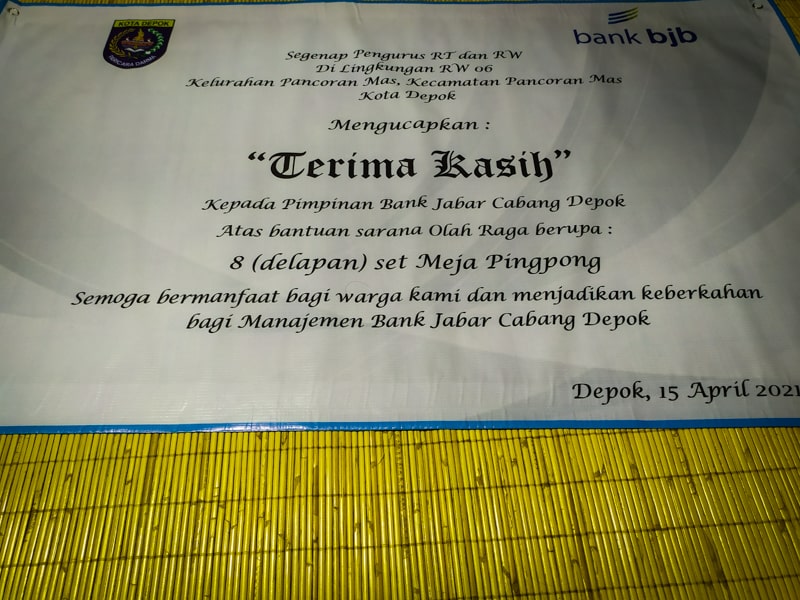 KOTA DEPOK
bank bjb
Segenap Pengurus RT dan RW
Di Lingkungan RW 06
Kelurahan Pancoran Mas, Kecamatan Pancoran Mas
Kota Depok
Mengucapkan :
“Terima Kasih”
Kepada Pimpinan Bank Jabar Cabang Depok
Atas bantuan sarana Olah Raga berupa :
8 (delapan) set Meja Pingpong
Semoga bermanfaat bagi warga kami dan menjadikan keberkahan
bagi Manajemen Bank Jabar Cabang Depok
Depok, 15 April 2021